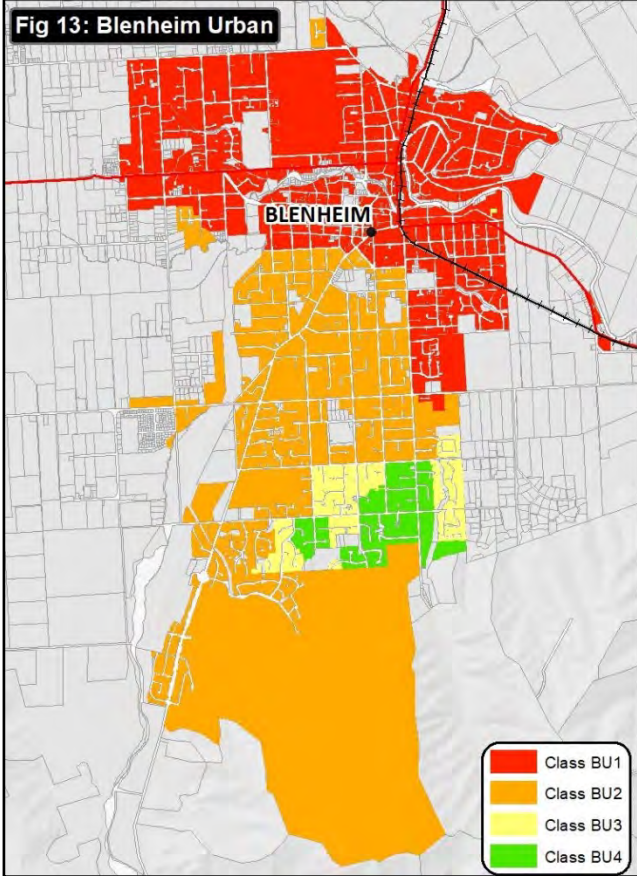 Fig 13: Blenheim Urban
BLENHEIM
Class BU1
Class BU2
Class BU3
Class BU4